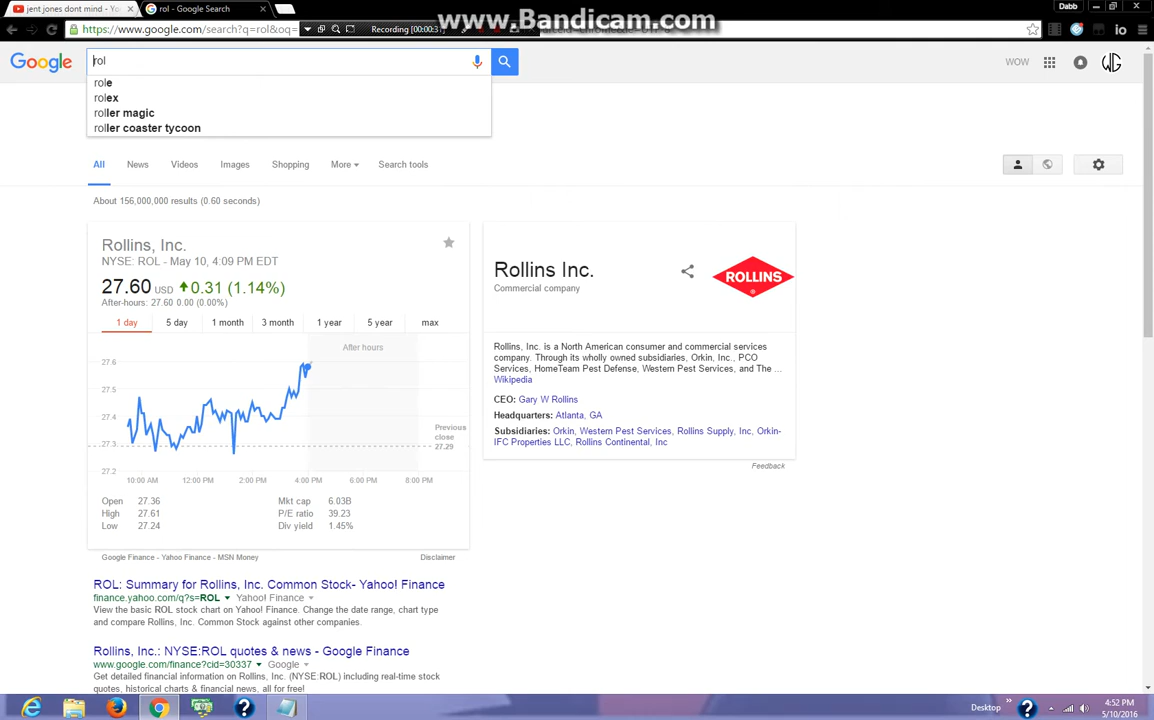 www.Bandicam.com
jent jones dont mind - Yo
rol - Google Search
Dabb
https://www.google.com/search?q=rol&oq=
Recording [00:00:31]
io
Google
rol
WOW
role
rolex
roller magic
roller coaster tycoon
All News Videos Images Shopping More Search tools
About 156,000,000 results (0.60 seconds)
Rollins, Inc.
NYSE: ROL - May 10, 4:09 PM EDT
27.60 USD 0.31 (1.14%)
After-hours: 27.60 0.00 (0.00%)
1 day 5 day 1 month 3 month 1 year 5 year max
After hours
27.6
27.5
27.4
27.3
27.2
Previous
close
27.29
10:00 AM 12:00 PM 2:00 PM 4:00 PM 6:00 PM 8:00 PM
Open 27.36 Mkt cap 6.03B
High 27.61 P/E ratio 39.23
Low 27.24 Div yield 1.45%
Google Finance - Yahoo Finance - MSN Money Disclaimer
Rollins Inc.
Commercial company
ROLLINS
Rollins, Inc. is a North American consumer and commercial services
company. Through its wholly owned subsidiaries, Orkin, Inc., PCO
Services, HomeTeam Pest Defense, Western Pest Services, and The ...
Wikipedia
CEO: Gary W Rollins
Headquarters: Atlanta, GA
Subsidiaries: Orkin, Western Pest Services, Rollins Supply, Inc, Orkin-
IFC Properties LLC, Rollins Continental, Inc
Feedback
ROL: Summary for Rollins, Inc. Common Stock- Yahoo! Finance
finance.yahoo.com/q?s=ROL Yahoo! Finance
View the basic ROL stock chart on Yahoo! Finance. Change the date range, chart type
and compare Rollins, Inc. Common Stock against other companies.
Rollins, Inc.: NYSE:ROL quotes & news - Google Finance
www.google.com/finance?cid=30337 Google
Get detailed financial information on Rollins, Inc. (NYSE:ROL) including real-time stock
quotes, historical charts & financial news, all for free!
Desktop
4:52 PM
5/10/2016